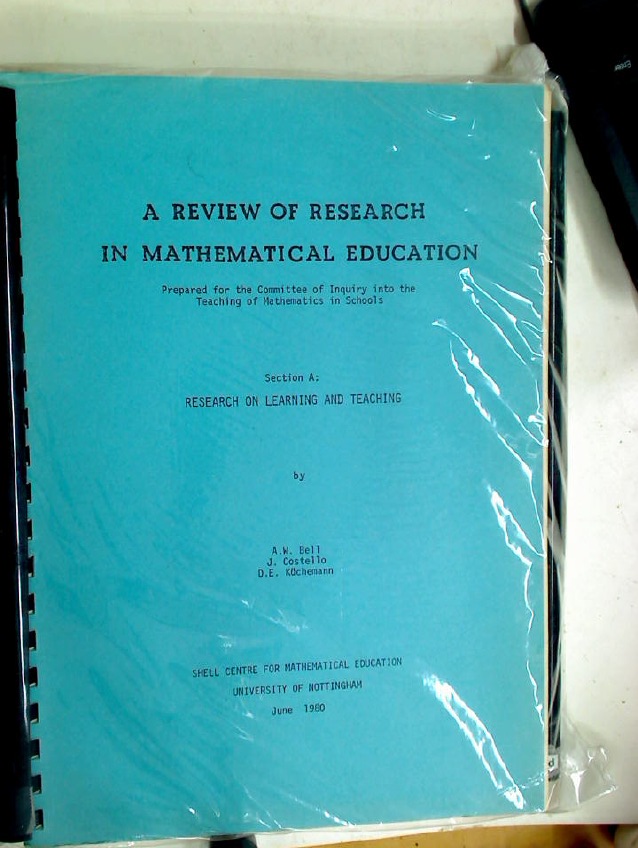 A REVIEW OF RESEARCH
IN MATHEMATICAL EDUCATION
Prepared for the Committee of Inquiry into the
Teaching of Mathematics in Schools
Section A:
RESEARCH ON LEARNING AND TEACHING
by
A.W. Bell
J. Costello
D.E. Küchemann
SHELL CENTRE FOR MATHEMATICAL EDUCATION
UNIVERSITY OF NOTTINGHAM
June 1980